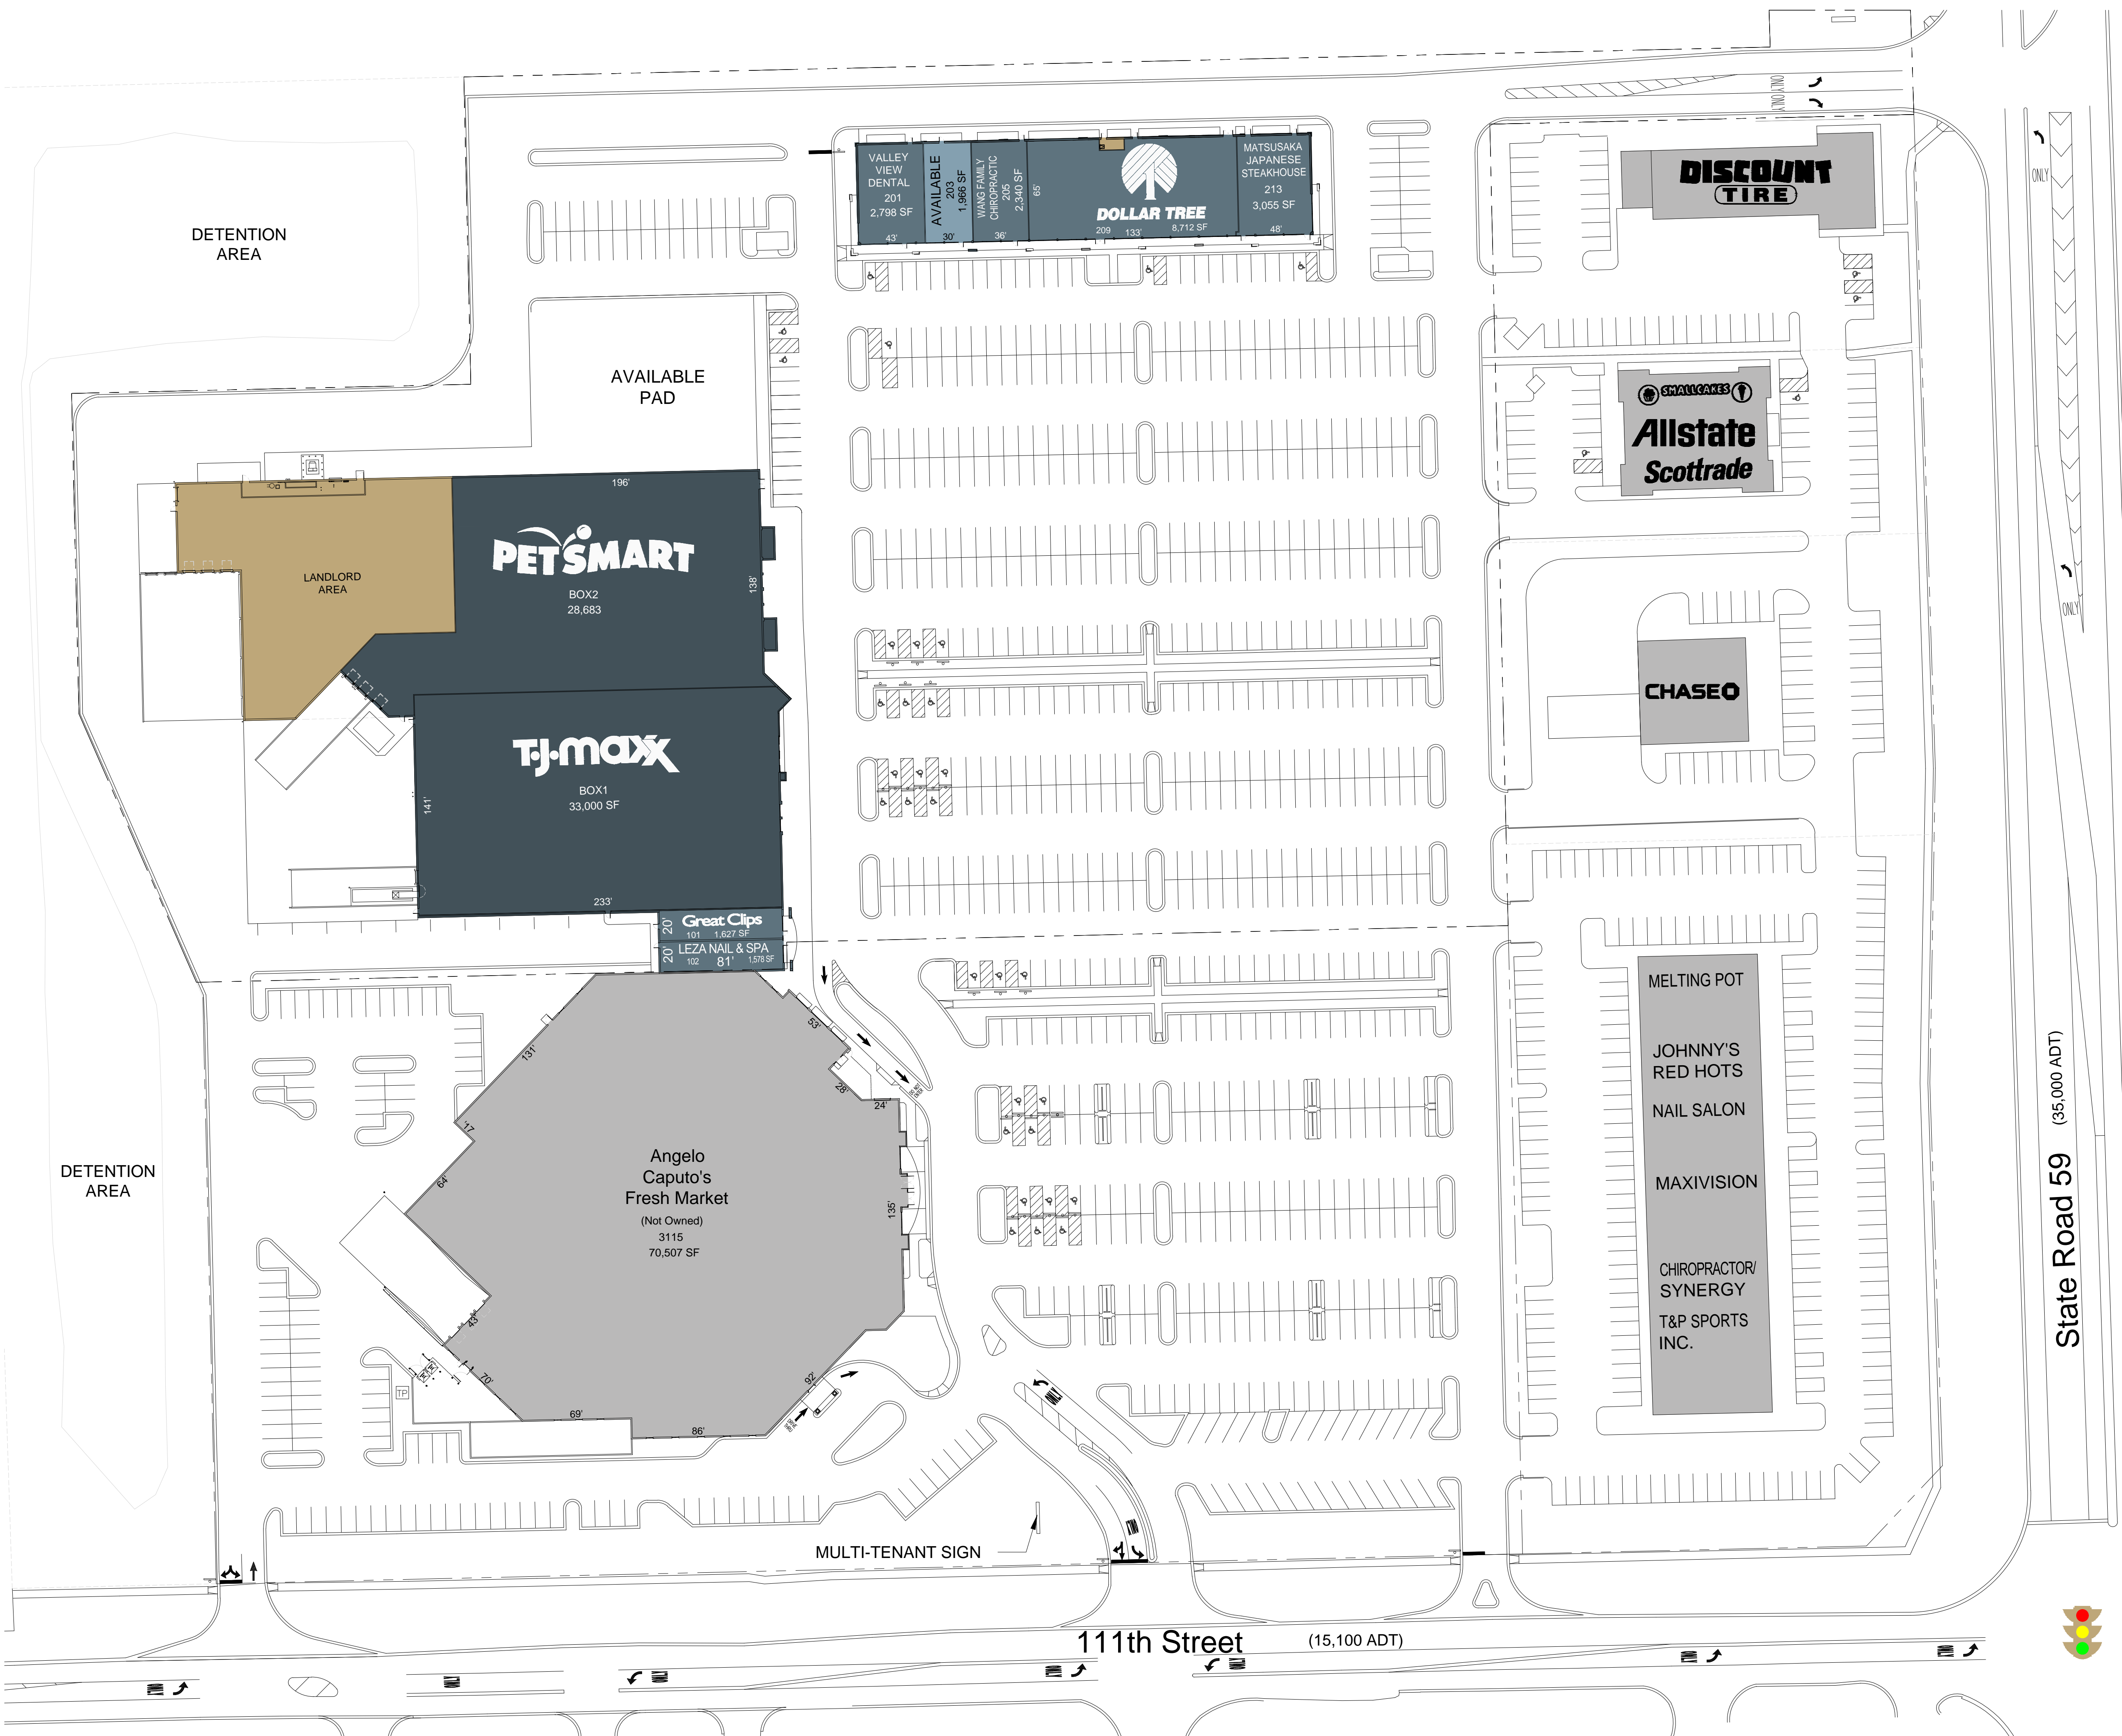 ONLY ONLY
ONLY
DETENTION
AREA
VALLEY
VIEW
DENTAL
201
2,798 SF
43'
AVAILABLE
203
1,966 SF
30'
WANG FAMILY
CHIROPRACTIC
205
2,340 SF
36'
65'
DOLLAR TREE
209
133'
8,712 SF
MATSUSAKA
JAPANESE
STEAKHOUSE
213
3,055 SF
48'
DISCOUNT
TIRE
AVAILABLE
PAD
SMALLCAKES
Allstate
Scottrade
196'
PETSMART
BOX2
28,683
138'
LANDLORD
AREA
ONLY
CHASE
T·J·maxx
BOX1
33,000 SF
141'
233'
20'
Great Clips
101
1,627 SF
20'
LEZA NAIL & SPA
102
81'
1,578 SF
53'
131'
28'
24'
'17
64'
135'
43'
70'
69'
86'
92'
Angelo
Caputo's
Fresh Market
(Not Owned)
3115
70,507 SF
DETENTION
AREA
TP
MELTING POT
JOHNNY'S
RED HOTS
NAIL SALON
MAXIVISION
CHIROPRACTOR/
SYNERGY
T&P SPORTS
INC.
State Road 59
(35,000 ADT)
MULTI-TENANT SIGN
111th Street
(15,100 ADT)